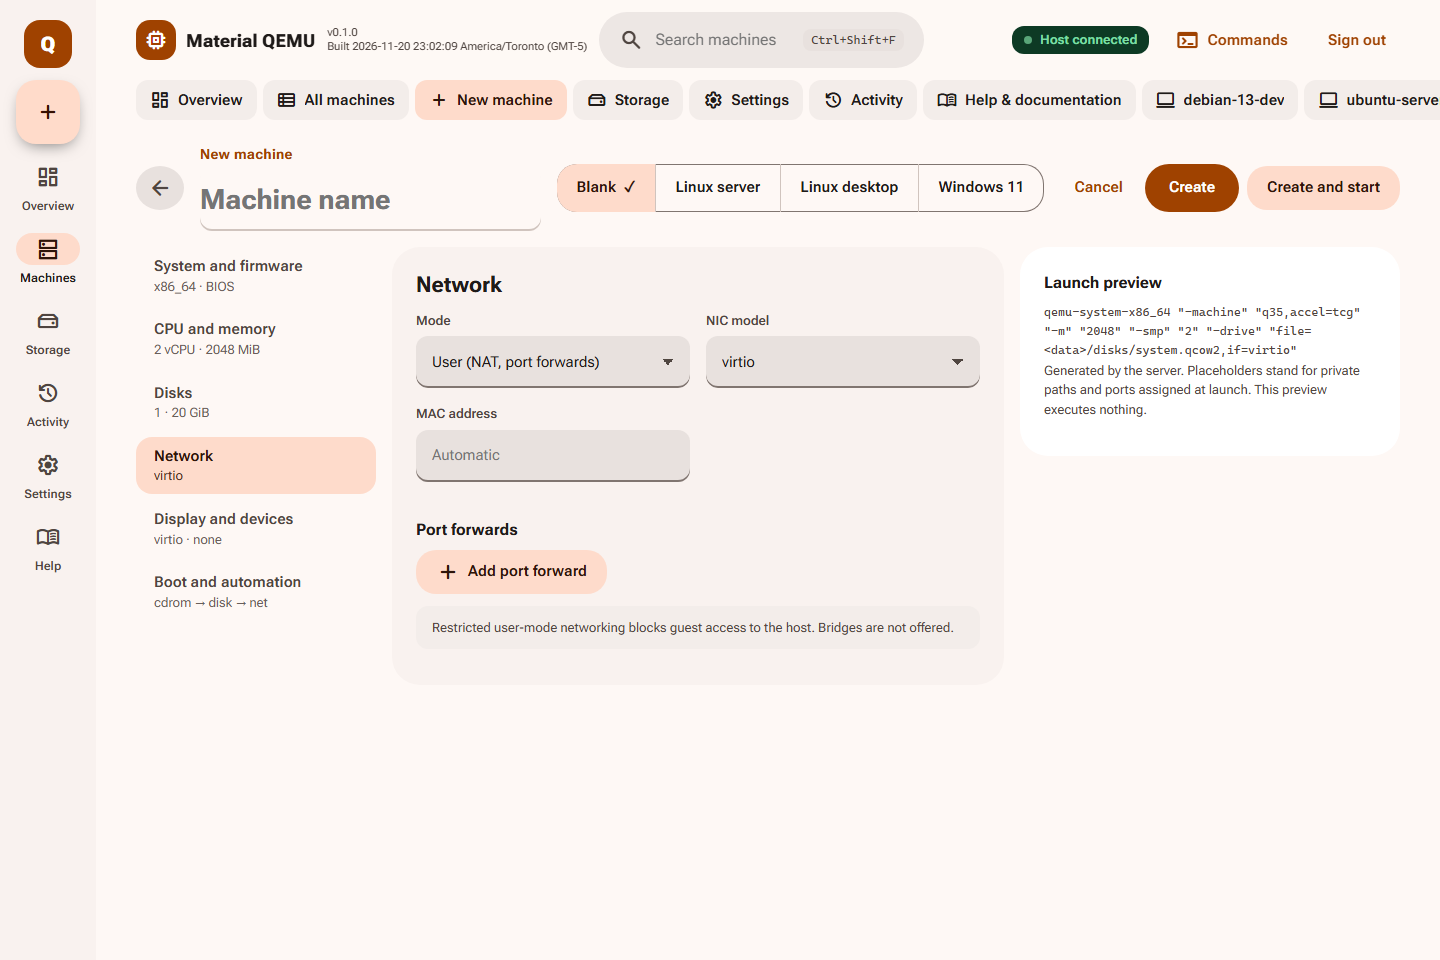 Q
Material QEMU
v0.1.0
Built 2026-11-20 23:02:09 America/Toronto (GMT-5)
Search machines
Ctrl+Shift+F
Host connected
Commands
Sign out
Overview
All machines
New machine
Storage
Settings
Activity
Help & documentation
debian-13-dev
ubuntu-serve
Overview
Machines
Storage
Activity
Settings
Help
New machine
Machine name
Blank ✓
Linux server
Linux desktop
Windows 11
Cancel
Create
Create and start
System and firmware
x86_64 · BIOS
CPU and memory
2 vCPU · 2048 MiB
Disks
1 · 20 GiB
Network
virtio
Display and devices
virtio · none
Boot and automation
cdrom → disk → net
Network
Mode
NIC model
User (NAT, port forwards)
virtio
MAC address
Automatic
Port forwards
Add port forward
Restricted user-mode networking blocks guest access to the host. Bridges are not offered.
Launch preview
qemu-system-x86_64 "-machine" "q35,accel=tcg"
"-m" "2048" "-smp" "2" "-drive" "file=
<data>/disks/system.qcow2,if=virtio"
Generated by the server. Placeholders stand for private
paths and ports assigned at launch. This preview
executes nothing.